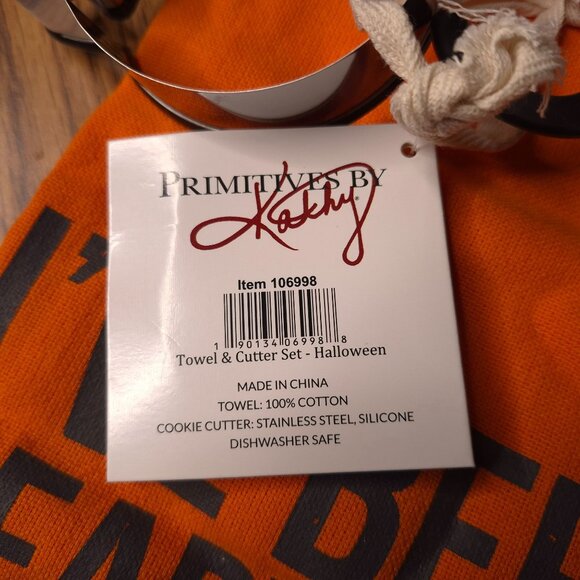 PRIMITIVES BY
Kathy
Item 106998
1 90134 06998 8
Towel & Cutter Set - Halloween
MADE IN CHINA
TOWEL: 100% COTTON
COOKIE CUTTER: STAINLESS STEEL, SILICONE
DISHWASHER SAFE